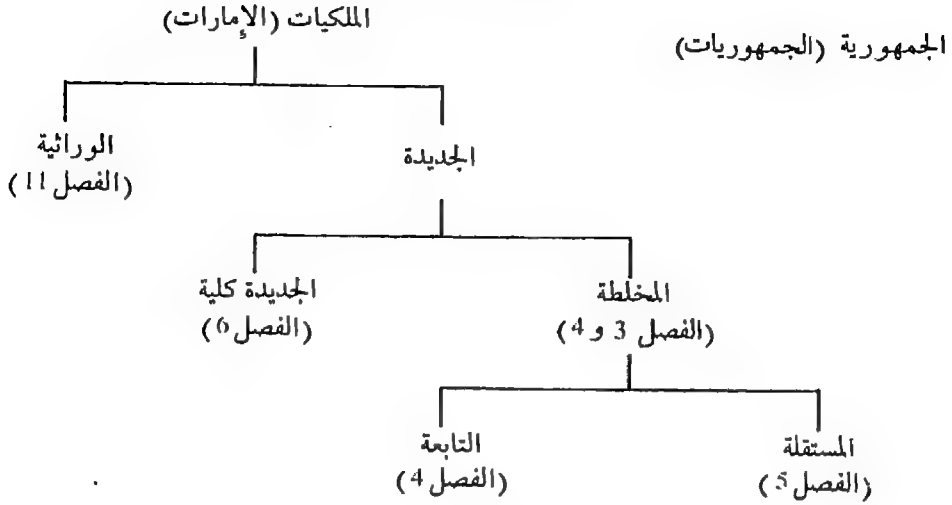 الملكيات (الإمارات)
الجمهورية (الجمهوريات)
الوراثية
(الفصل 11)
الجديدة
الجديدة كلية
(الفصل 6)
المخلطة
(الفصل 3 و 4)
التابعة
(الفصل 4)
المستقلة
(الفصل 5)